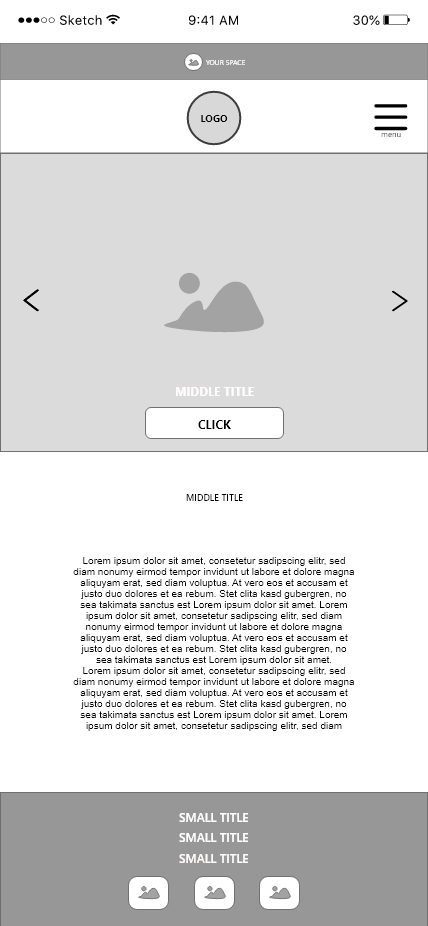 Sketch 9:41 AM 30%
YOUR SPACE
LOGO
menu
MIDDLE TITLE
CLICK
MIDDLE TITLE
Lorem ipsum dolor sit amet, consetetur sadipscing elitr, sed
diam nonumy eirmod tempor invidunt ut labore et dolore magna
aliquyam erat, sed diam voluptua. At vero eos et accusam et
justo duo dolores et ea rebum. Stet clita kasd gubergren, no
sea takimata sanctus est Lorem ipsum dolor sit amet. Lorem
ipsum dolor sit amet, consetetur sadipscing elitr, sed diam
nonumy eirmod tempor invidunt ut labore et dolore magna
aliquyam erat, sed diam voluptua. At vero eos et accusam et
justo duo dolores et ea rebum. Stet clita kasd gubergren, no
sea takimata sanctus est Lorem ipsum dolor sit amet.
Lorem ipsum dolor sit amet, consetetur sadipscing elitr, sed
diam nonumy eirmod tempor invidunt ut labore et dolore magna
aliquyam erat, sed diam voluptua. At vero eos et accusam et
justo duo dolores et ea rebum. Stet clita kasd gubergren, no
sea takimata sanctus est Lorem ipsum dolor sit amet. Lorem
ipsum dolor sit amet, consetetur sadipscing elitr, sed diam
SMALL TITLE
SMALL TITLE
SMALL TITLE